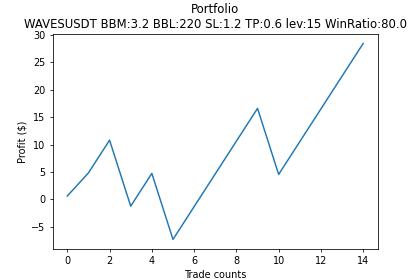 Portfolio
WAVESUSDT BBM:3.2 BBL:220 SL:1.2 TP:0.6 lev:15 WinRatio:80.0
30
25
20
15
10
5
0
−5
Profit ($)
0 2 4 6 8 10 12 14
Trade counts